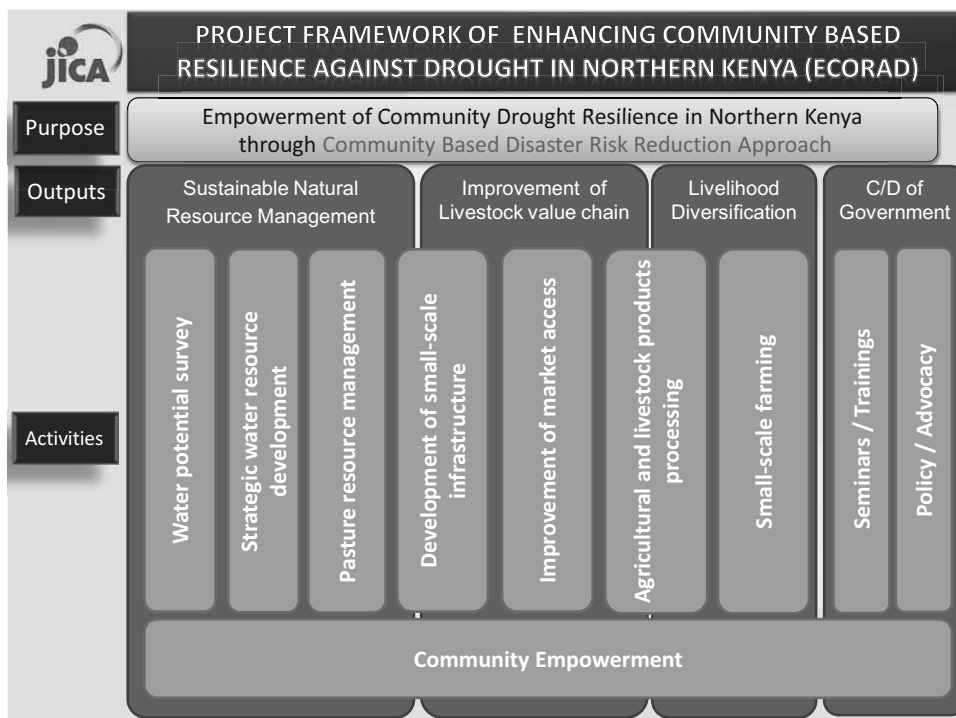 jICA
PROJECT FRAMEWORK OF ENHANCING COMMUNITY BASED
RESILIENCE AGAINST DROUGHT IN NORTHERN KENYA (ECORAD)
Purpose
Empowerment of Community Drought Resilience in Northern Kenya
through Community Based Disaster Risk Reduction Approach
Outputs
Sustainable Natural
Resource Management
Improvement of
Livestock value chain
Livelihood
Diversification
C/D of
Government
Activities
Water potential survey
Strategic water resource
development
Pasture resource management
Development of small-scale
infrastructure
Improvement of market access
Agricultural and livestock products
processing
Small-scale farming
Seminars / Trainings
Policy / Advocacy
Community Empowerment